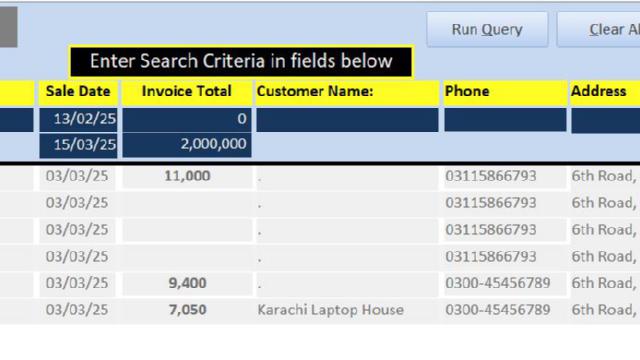 Run Query Clear Al
Enter Search Criteria in fields below
Sale Date Invoice Total Customer Name: Phone Address
13/02/25 0
15/03/25 2,000,000
03/03/25 11,000 . 03115866793 6th Road,
03/03/25 . 03115866793 6th Road,
03/03/25 . 03115866793 6th Road,
03/03/25 . 03115866793 6th Road,
03/03/25 9,400 . 0300-45456789 6th Road,
03/03/25 7,050 Karachi Laptop House 0300-45456789 6th Road,